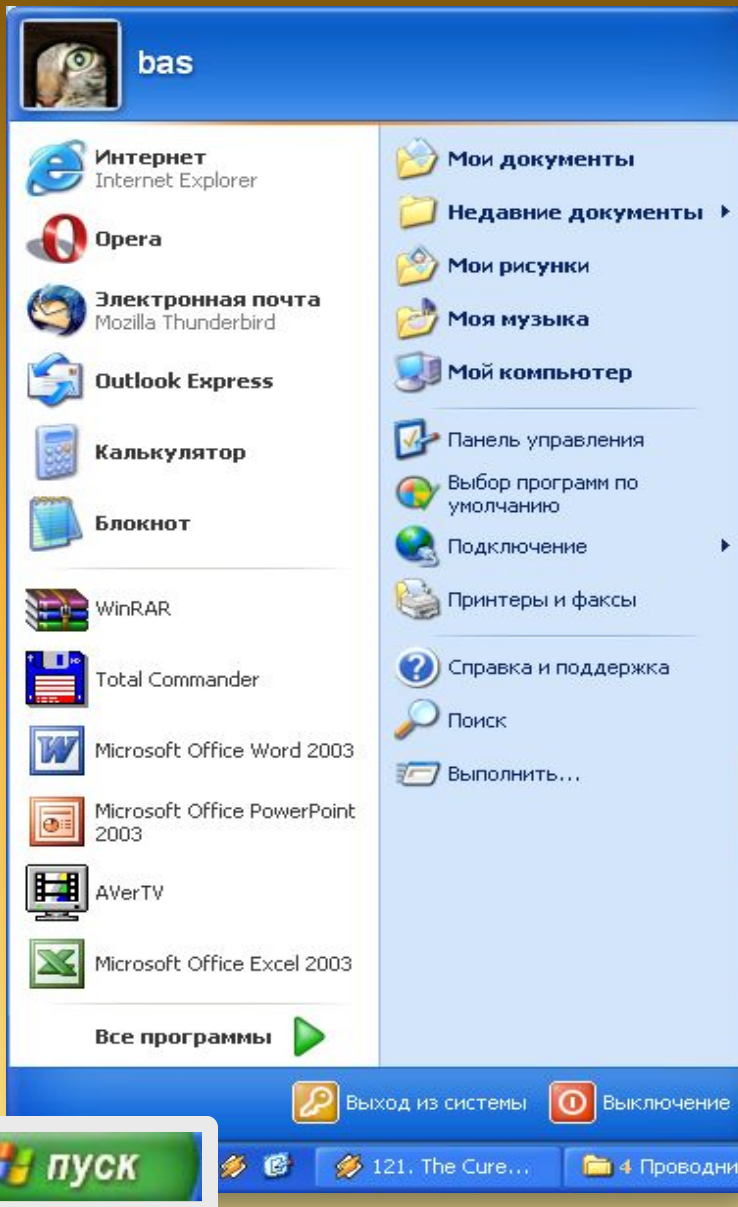 bas
Интернет
Internet Explorer
Opera
Электронная почта
Mozilla Thunderbird
Outlook Express
Калькулятор
Блокнот
WinRAR
Total Commander
Microsoft Office Word 2003
Microsoft Office PowerPoint
2003
AVerTV
Microsoft Office Excel 2003
Все программы
Мои документы
Недавние документы
Мои рисунки
Моя музыка
Мой компьютер
Панель управления
Выбор программ по
умолчанию
Подключение
Принтеры и факсы
Справка и поддержка
Поиск
Выполнить...
Выход из системы
Выключение
пуск
121. The Cure...
4 Проводни